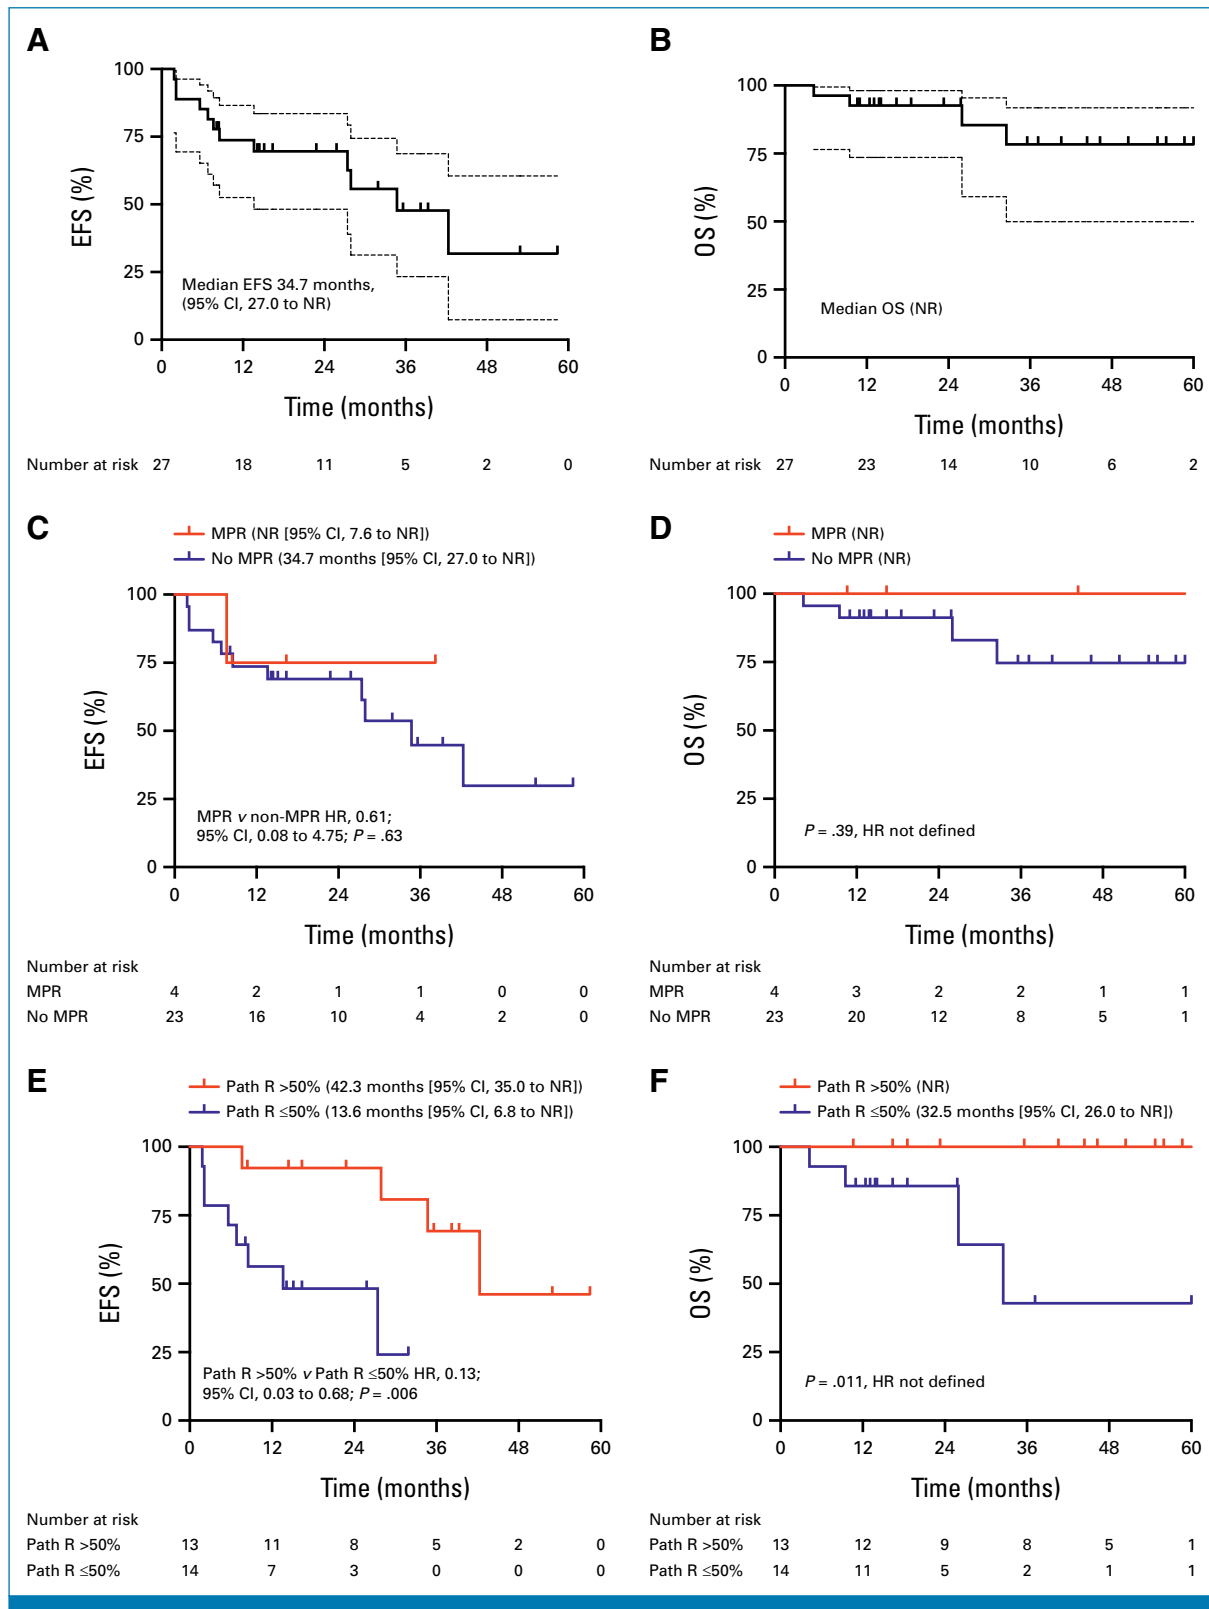 A
100
75
50
25
0
EFS (%)
Median EFS 34.7 months,
(95% CI, 27.0 to NR)
0 12 24 36 48 60
Time (months)
Number at risk 27 18 11 5 2 0
B
100
75
50
25
0
OS (%)
Median OS (NR)
0 12 24 36 48 60
Time (months)
Number at risk 27 23 14 10 6 2
C
MPR (NR [95% CI, 7.6 to NR])
No MPR (34.7 months [95% CI, 27.0 to NR])
100
75
50
25
0
EFS (%)
MPR v non-MPR HR, 0.61;
95% CI, 0.08 to 4.75; P = .63
0 12 24 36 48 60
Time (months)
Number at risk
MPR 4 2 1 1 0 0
No MPR 23 16 10 4 2 0
D
MPR (NR)
No MPR (NR)
100
75
50
25
0
OS (%)
P = .39, HR not defined
0 12 24 36 48 60
Time (months)
Number at risk
MPR 4 3 2 2 1 1
No MPR 23 20 12 8 5 1
E
Path R >50% (42.3 months [95% CI, 35.0 to NR])
Path R ≤50% (13.6 months [95% CI, 6.8 to NR])
100
75
50
25
0
EFS (%)
Path R >50% v Path R ≤50% HR, 0.13;
95% CI, 0.03 to 0.68; P = .006
0 12 24 36 48 60
Time (months)
Number at risk
Path R >50% 13 11 8 5 2 0
Path R ≤50% 14 7 3 0 0 0
F
Path R >50% (NR)
Path R ≤50% (32.5 months [95% CI, 26.0 to NR])
100
75
50
25
0
OS (%)
P = .011, HR not defined
0 12 24 36 48 60
Time (months)
Number at risk
Path R >50% 13 12 9 8 5 1
Path R ≤50% 14 11 5 2 1 1